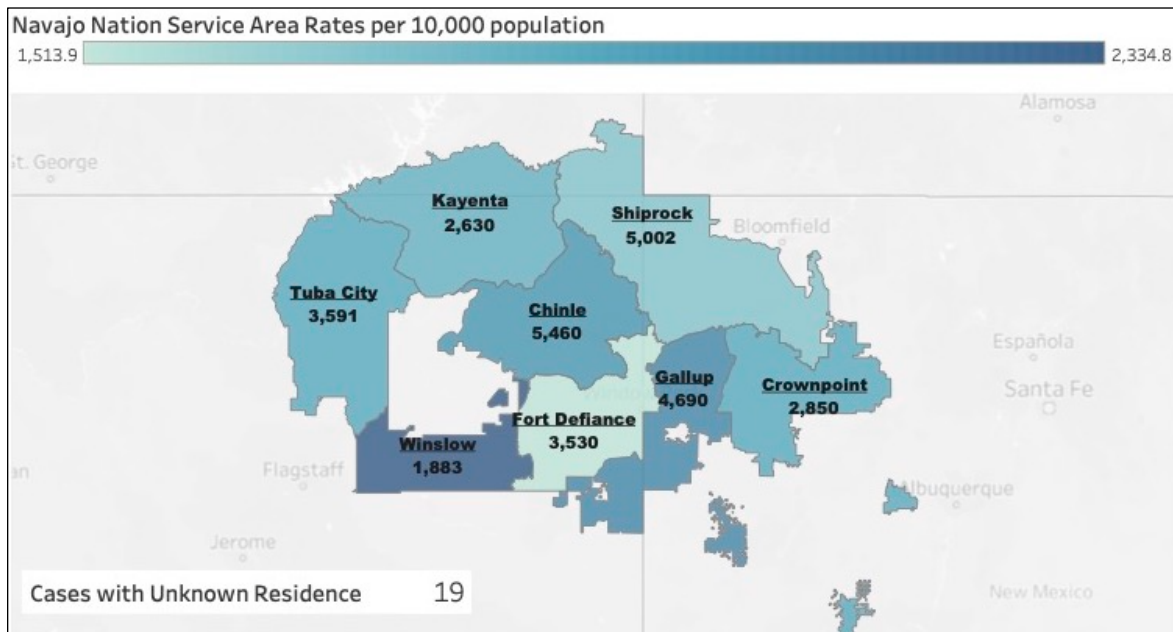 Navajo Nation Service Area Rates per 10,000 population
1,513.9
2,334.8
Alamosa
St. George
Kayenta
2,630
Shiprock
5,002
Bloomfield
Tuba City
3,591
Chinle
5,460
Española
Gallup
4,690
Crownpoint
2,850
Santa Fe
Fort Defiance
3,530
Winslow
1,883
Flagstaff
Albuquerque
Jerome
Cases with Unknown Residence 19
New Mexico